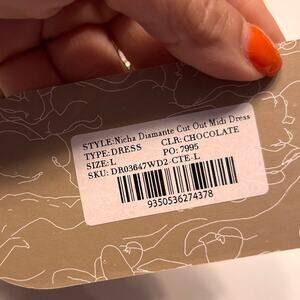 STYLE:Nicha Diamante Cut Out Midi Dress
TYPE:DRESS CLR: CHOCOLATE
SIZE:L PO: 7995
SKU: DR03647WD2-CTE-L
9350536274378